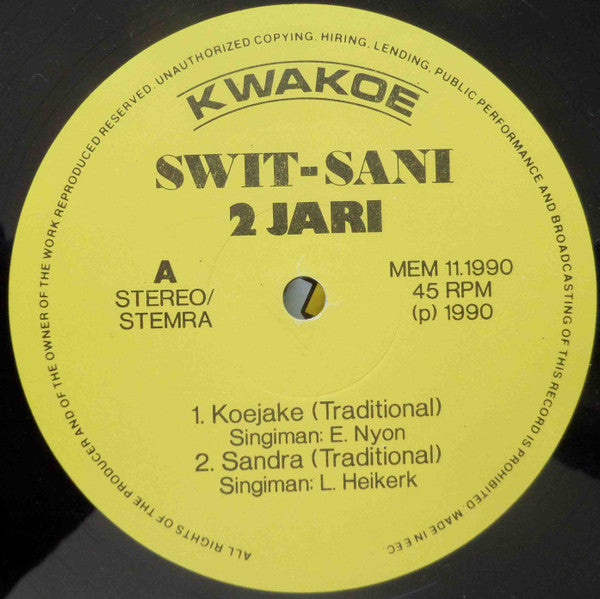 ALL RIGHTS OF THE PRODUCER AND OF THE OWNER OF THE WORK REPRODUCED RESERVED. UNAUTHORIZED COPYING, HIRING, LENDING, PUBLIC PERFORMANCE AND BROADCASTING OF THIS RECORD IS PROHIBITED. MADE IN EEC.
KWAKOE
SWIT-SANI
2 JARI
A
STEREO/
STEMRA
MEM 11.1990
45 RPM
(p) 1990
1. Koejake (Traditional)
Singiman: E. Nyon
2. Sandra (Traditional)
Singiman: L. Heikerk